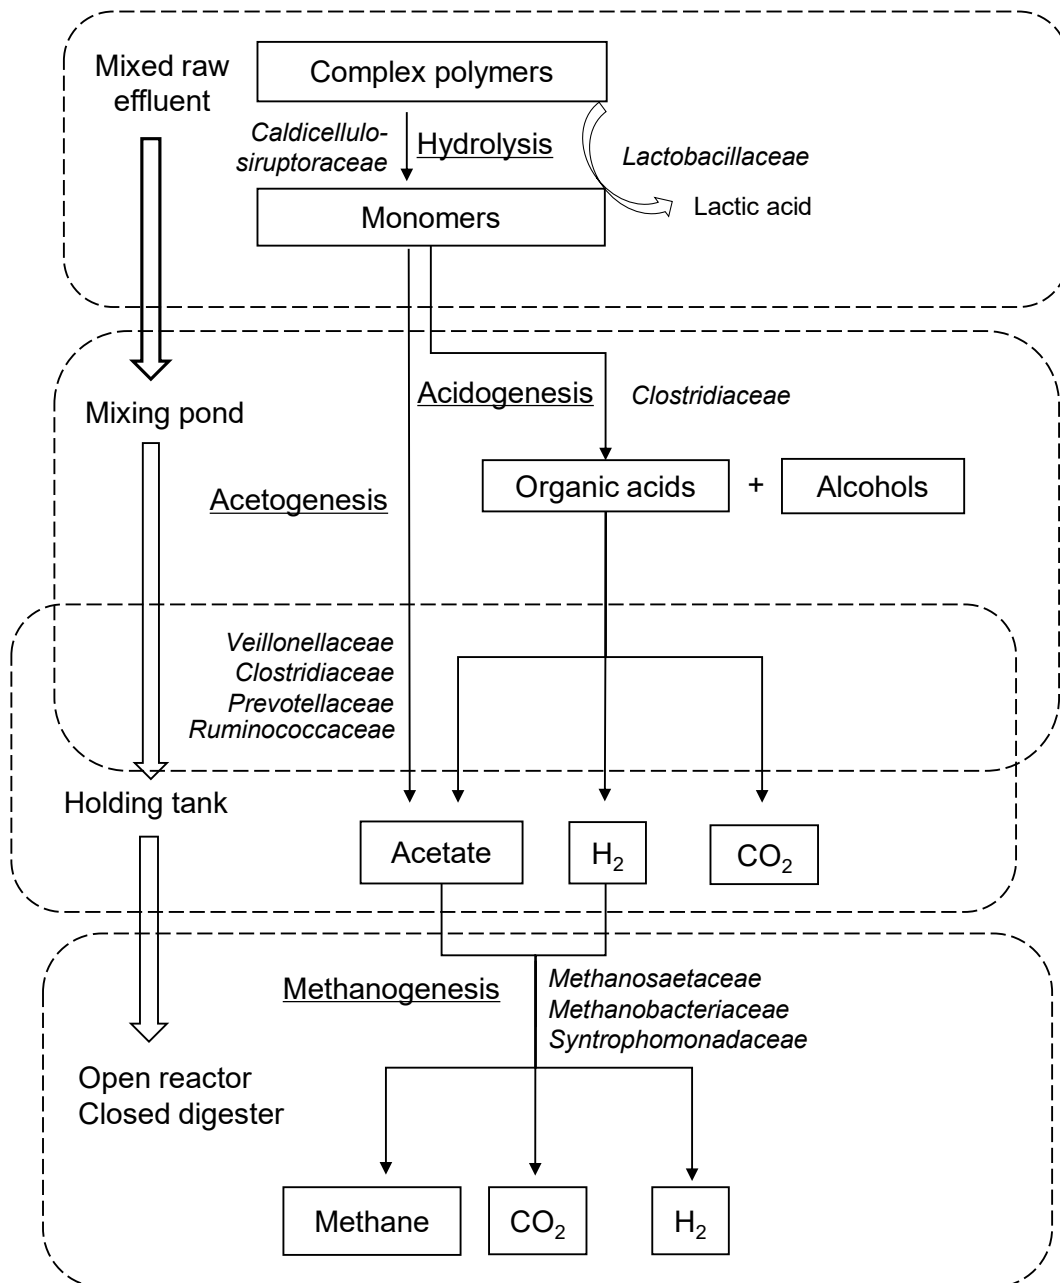 Mixed raw
effluent
Complex polymers
Caldicellulo-
siruptoraceae
Hydrolysis
Lactobacillaceae
Lactic acid
Monomers
Mixing pond
Acidogenesis
Clostridiaceae
Organic acids
+
Alcohols
Acetogenesis
Veillonellaceae
Clostridiaceae
Prevotellaceae
Ruminococcaceae
Holding tank
Acetate
H₂
CO₂
Methanogenesis
Methanosaetaceae
Methanobacteriaceae
Syntrophomonadaceae
Open reactor
Closed digester
Methane
CO₂
H₂